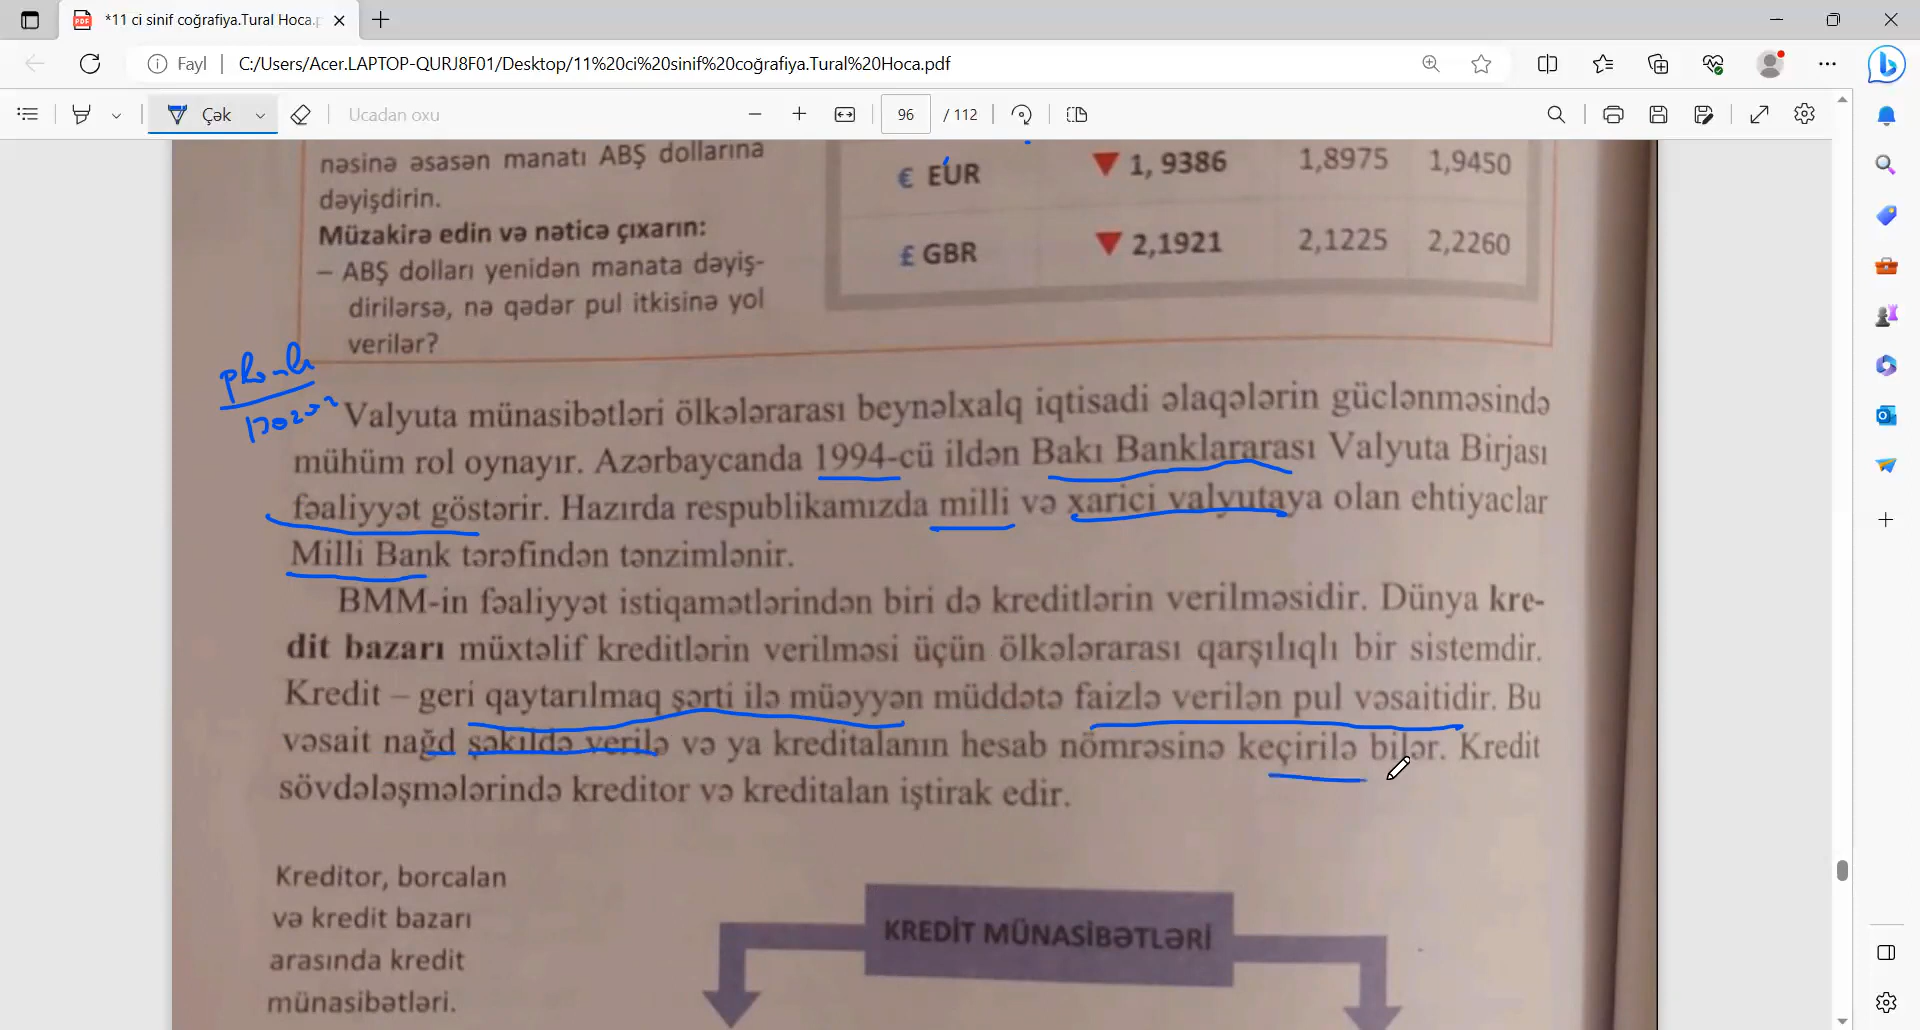 *11 ci sinif coğrafiya.Tural Hoca.p
Fayl
C:/Users/Acer.LAPTOP-QURJ8F01/Desktop/11%20ci%20sinif%20coğrafiya.Tural%20Hoca.pdf
Çək
Ucadan oxu
96 / 112
nəsinə əsasən manatı ABŞ dollarına
dəyişdirin.
Müzakirə edin və nəticə çıxarın:
– ABŞ dolları yenidən manata dəyiş-
dirilərsə, nə qədər pul itkisinə yol
verilər?
€ EUR ▼ 1, 9386 1,8975 1,9450
£ GBR ▼ 2,1921 2,1225 2,2260
Valyuta münasibətləri ölkələrarası beynəlxalq iqtisadi əlaqələrin güclənməsində
mühüm rol oynayır. Azərbaycanda 1994-cü ildən Bakı Banklararası Valyuta Birjası
fəaliyyət göstərir. Hazırda respublikamızda milli və xarici valyutaya olan ehtiyaclar
Milli Bank tərəfindən tənzimlənir.
BMM-in fəaliyyət istiqamətlərindən biri də kreditlərin verilməsidir. Dünya kre-
dit bazarı müxtəlif kreditlərin verilməsi üçün ölkələrarası qarşılıqlı bir sistemdir.
Kredit – geri qaytarılmaq şərti ilə müəyyən müddətə faizlə verilən pul vəsaitidir. Bu
vəsait nağd şəkildə verilə və ya kreditalanın hesab nömrəsinə keçirilə bilər. Kredit
sövdələşmələrində kreditor və kreditalan iştirak edir.
Kreditor, borcalan
və kredit bazarı
arasında kredit
münasibətləri.
KREDİT MÜNASİBƏTLƏRİ